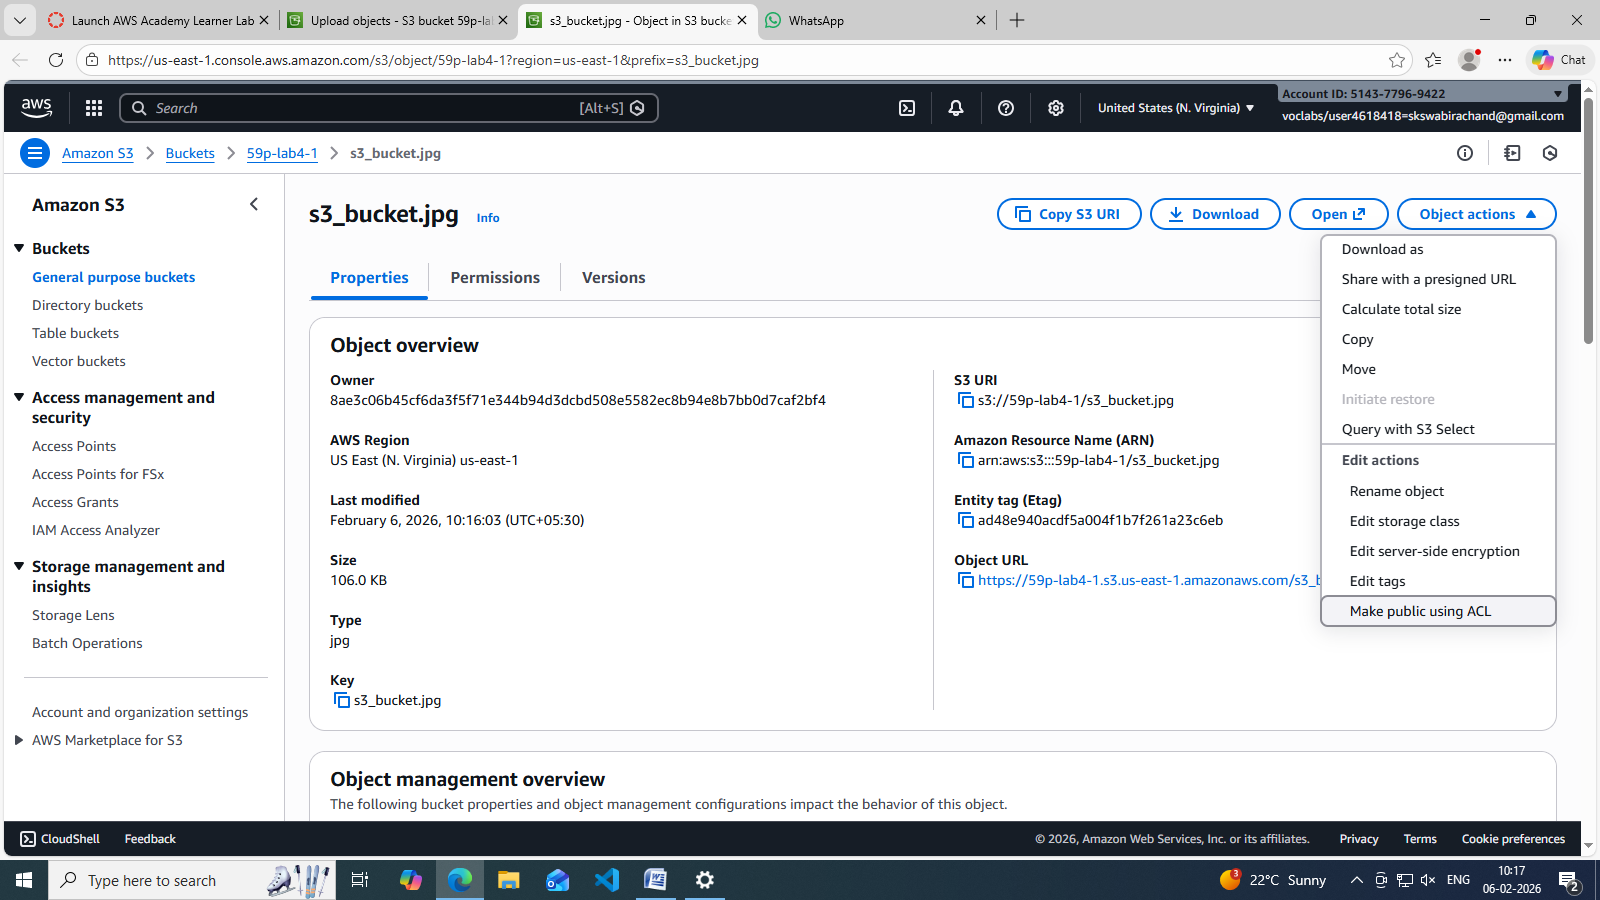 Launch AWS Academy Learner Lab
Upload objects - S3 bucket 59p-la
s3_bucket.jpg - Object in S3 bucke
WhatsApp
https://us-east-1.console.aws.amazon.com/s3/object/59p-lab4-1?region=us-east-1&prefix=s3_bucket.jpg
Chat
aws
Search
[Alt+S]
United States (N. Virginia)
Account ID: 5143-7796-9422
voclabs/user4618418=skswabirachand@gmail.com
Amazon S3
Buckets
59p-lab4-1
s3_bucket.jpg
Amazon S3
Buckets
General purpose buckets
Directory buckets
Table buckets
Vector buckets
Access management and
security
Access Points
Access Points for FSx
Access Grants
IAM Access Analyzer
Storage management and
insights
Storage Lens
Batch Operations
Account and organization settings
AWS Marketplace for S3
s3_bucket.jpg Info
Copy S3 URI
Download
Open
Object actions
Download as
Share with a presigned URL
Calculate total size
Copy
Move
Initiate restore
Query with S3 Select
Edit actions
Rename object
Edit storage class
Edit server-side encryption
Edit tags
Make public using ACL
Properties
Permissions
Versions
Object overview
Owner
8ae3c06b45cf6da3f5f71e344b94d3dcbd508e5582ec8b94e8b7bb0d7caf2bf4
AWS Region
US East (N. Virginia) us-east-1
Last modified
February 6, 2026, 10:16:03 (UTC+05:30)
Size
106.0 KB
Type
jpg
Key
s3_bucket.jpg
S3 URI
s3://59p-lab4-1/s3_bucket.jpg
Amazon Resource Name (ARN)
arn:aws:s3:::59p-lab4-1/s3_bucket.jpg
Entity tag (Etag)
ad48e940acdf5a004f1b7f261a23c6eb
Object URL
https://59p-lab4-1.s3.us-east-1.amazonaws.com/s3_b
Object management overview
The following bucket properties and object management configurations impact the behavior of this object.
CloudShell
Feedback
© 2026, Amazon Web Services, Inc. or its affiliates.
Privacy
Terms
Cookie preferences
Type here to search
3
22°C Sunny
ENG
10:17
06-02-2026
2